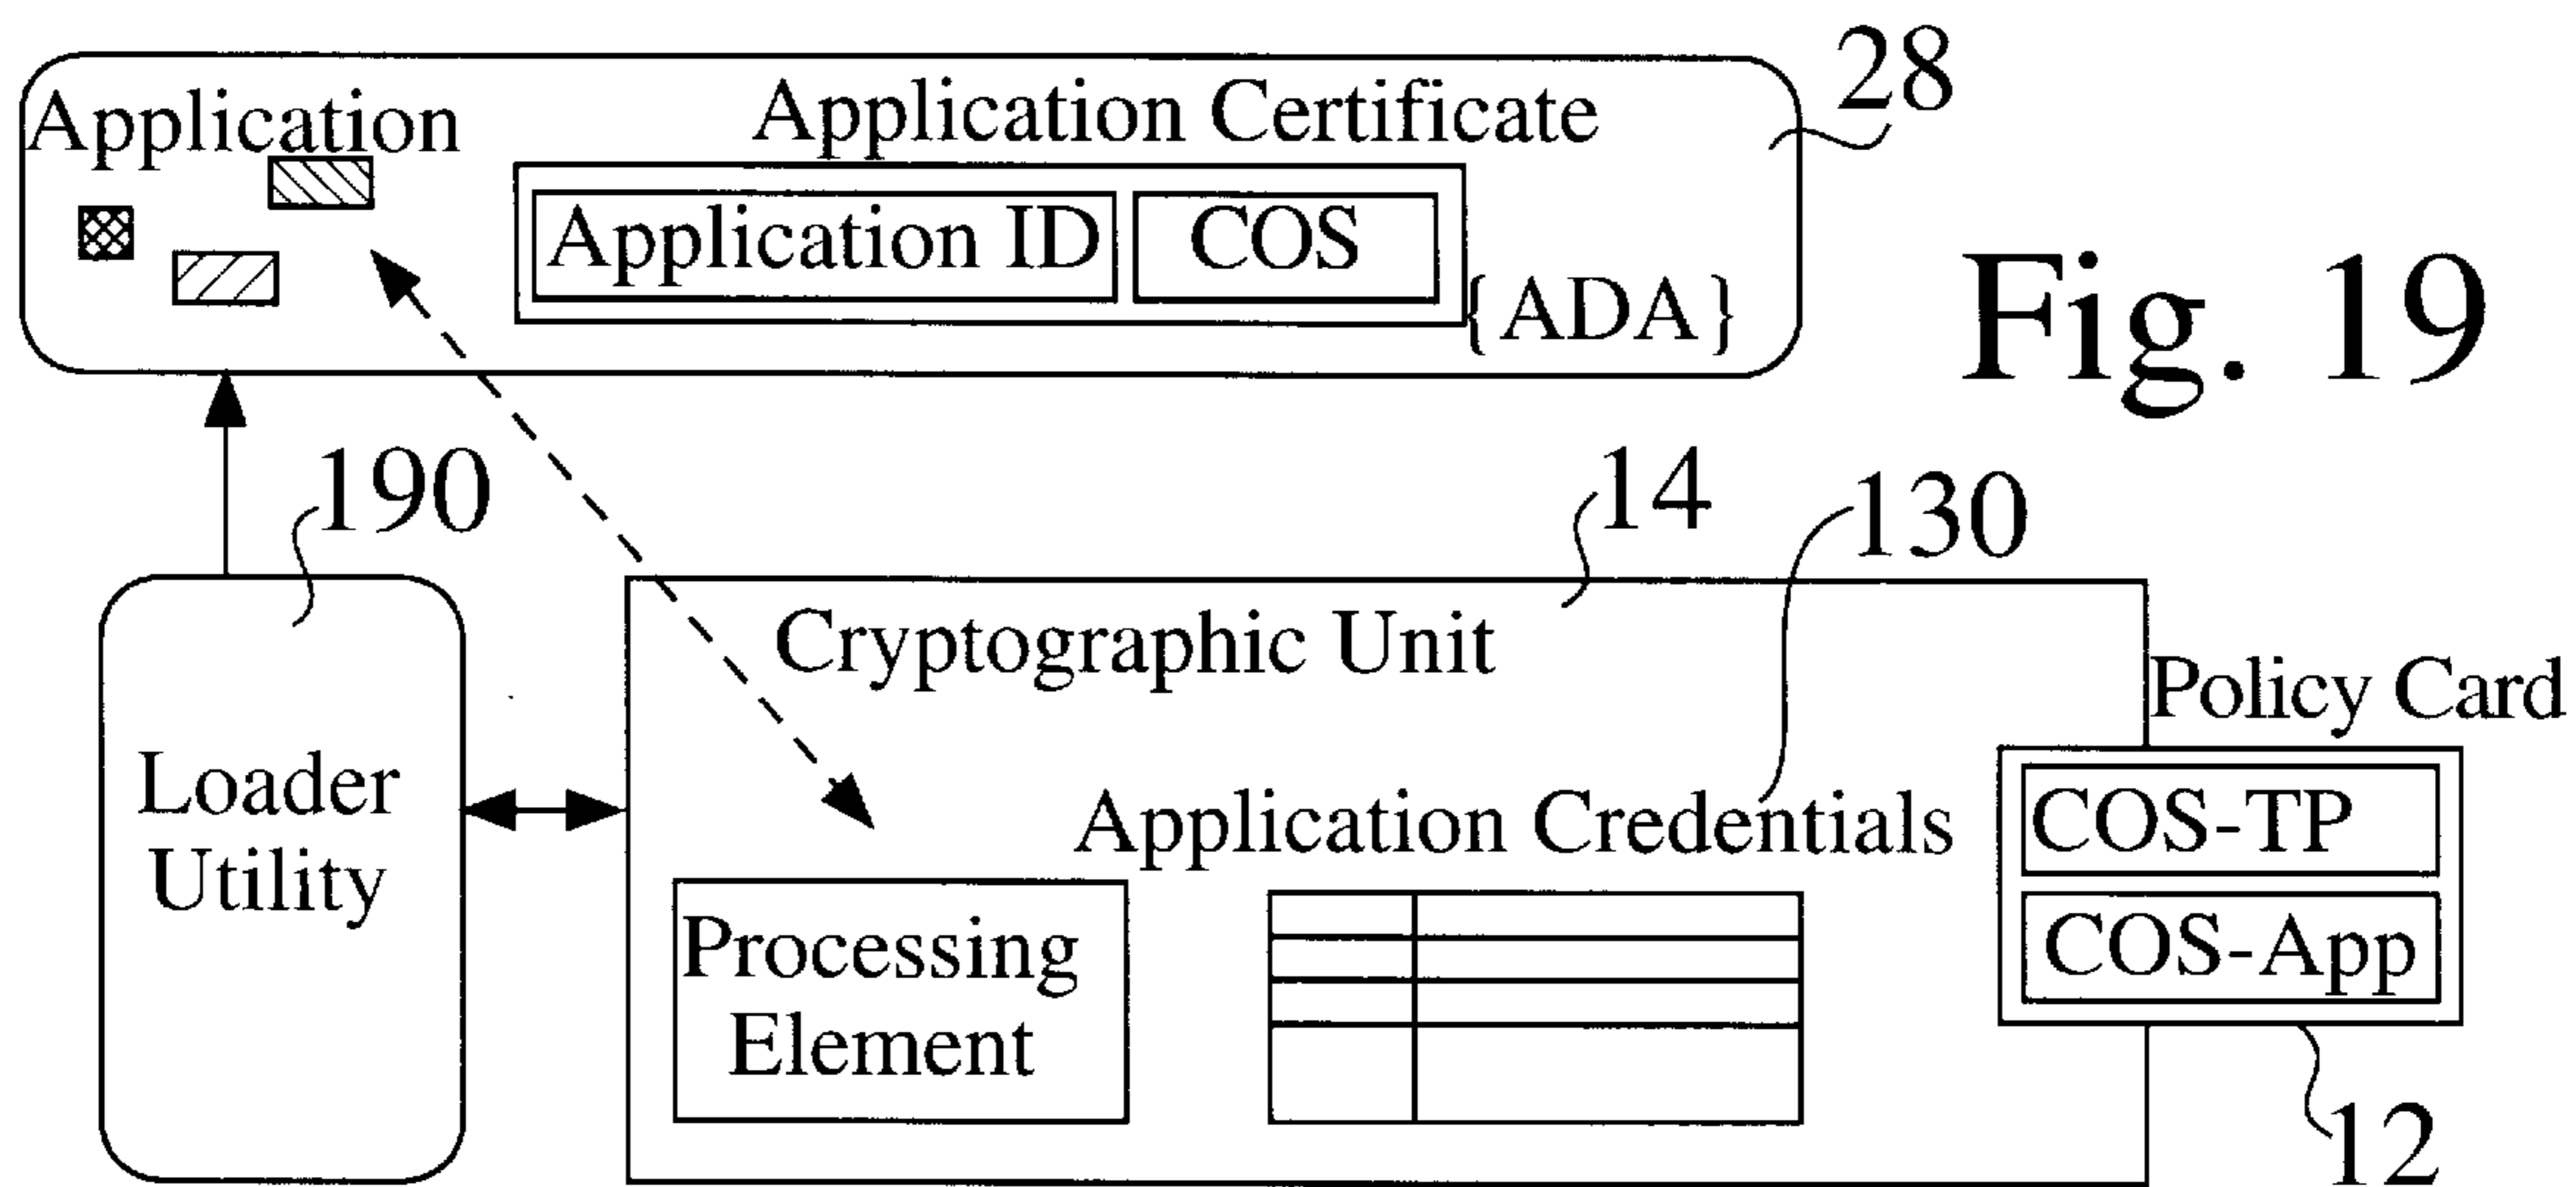 28
Application
Application Certificate
Application ID
COS
{ADA}
Fig. 19
190
14
130
Cryptographic Unit
Policy Card
Loader
Utility
Application Credentials
COS-TP
COS-App
Processing
Element
12